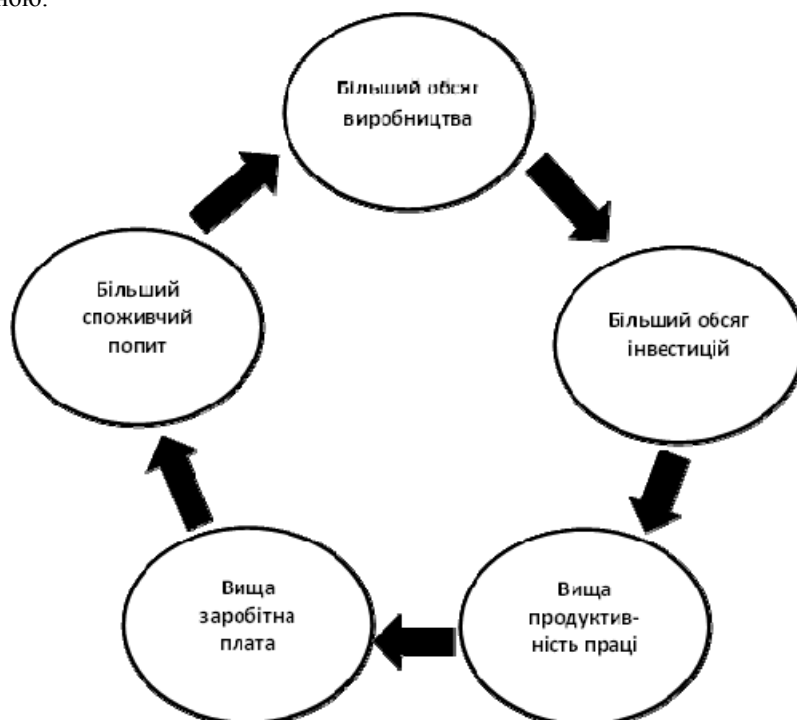 ною.
Більший обсяг
виробництва
Більший обсяг
інвестицій
Вища
продуктив-
ність праці
Вища
заробітна
плата
Більший
споживчий
попит